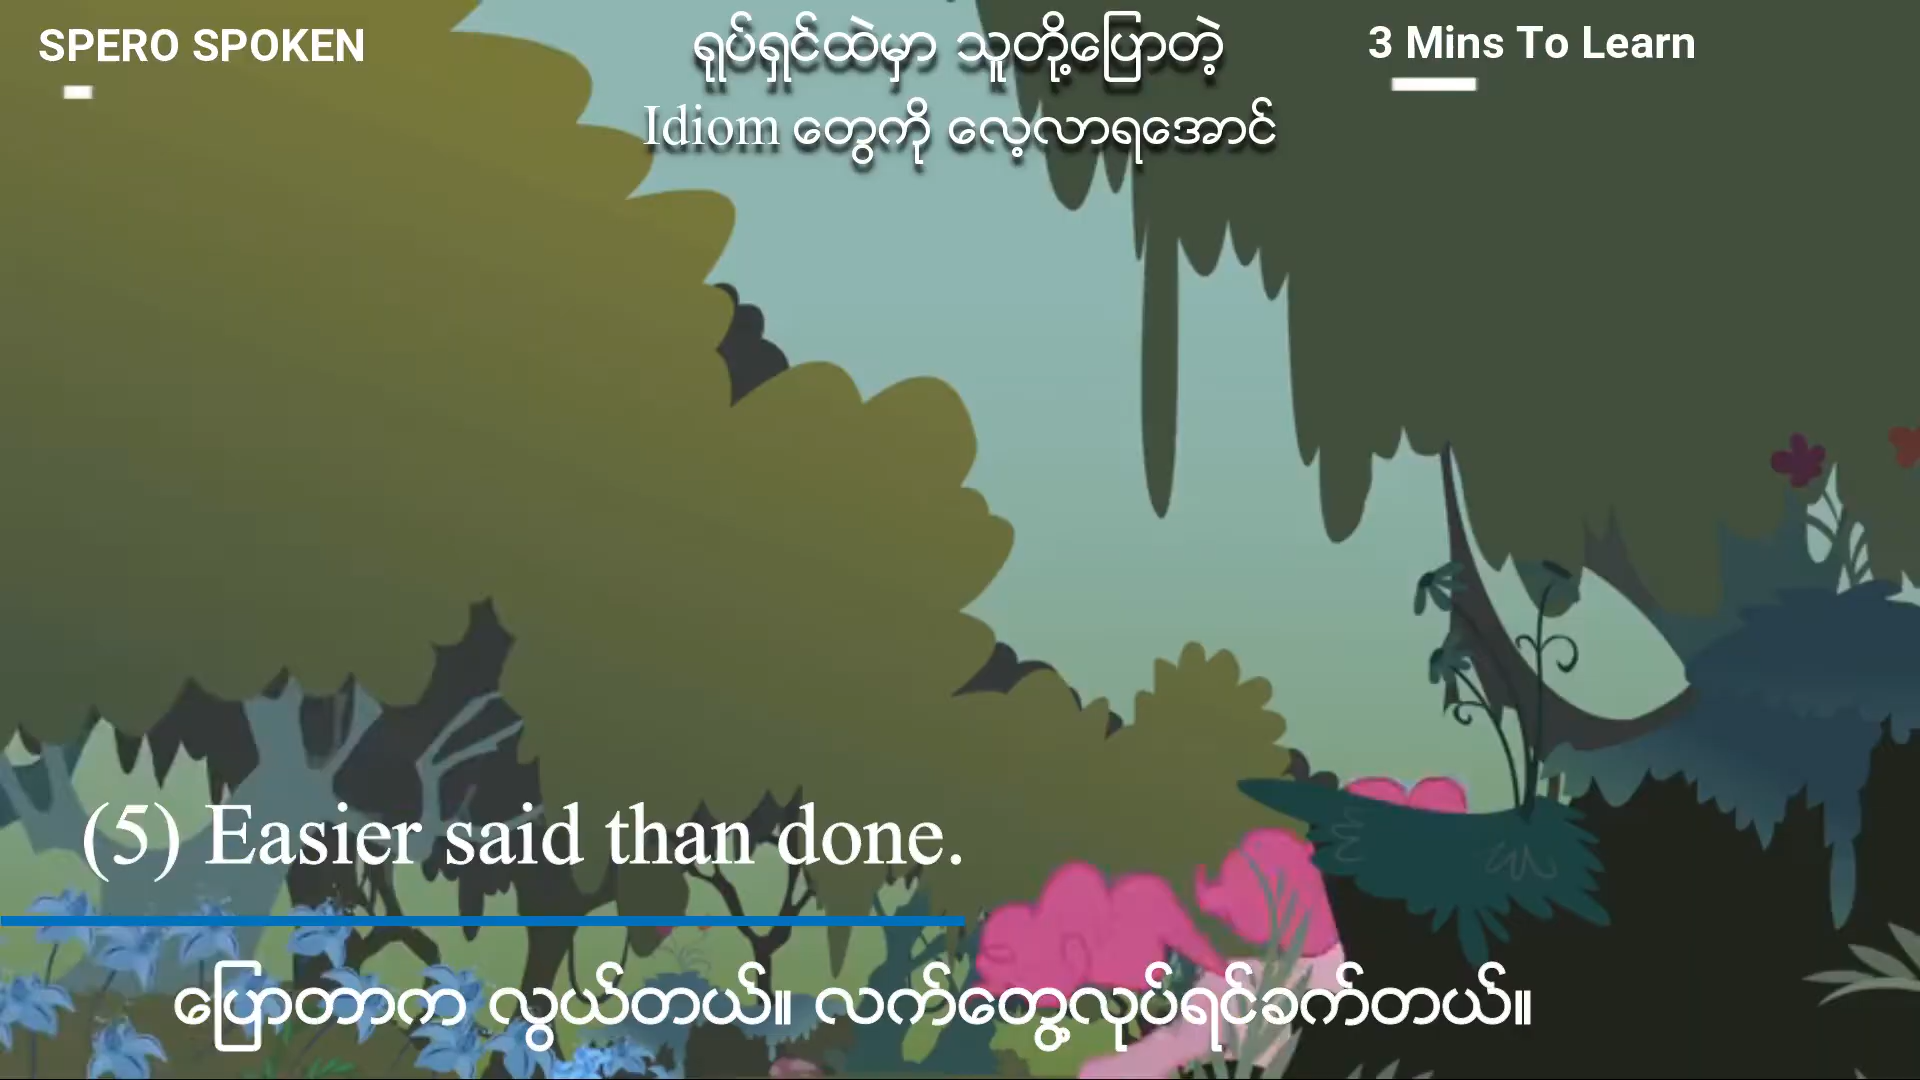 SPERO SPOKEN
ရုပ်ရှင်ထဲမှာ သူတို့ပြောတဲ့
3 Mins To Learn
Idiom တွေကို လေ့လာရအောင်
(5) Easier said than done.
ပြောတာက လွယ်တယ်။ လက်တွေ့လုပ်ရင်ခက်တယ်။